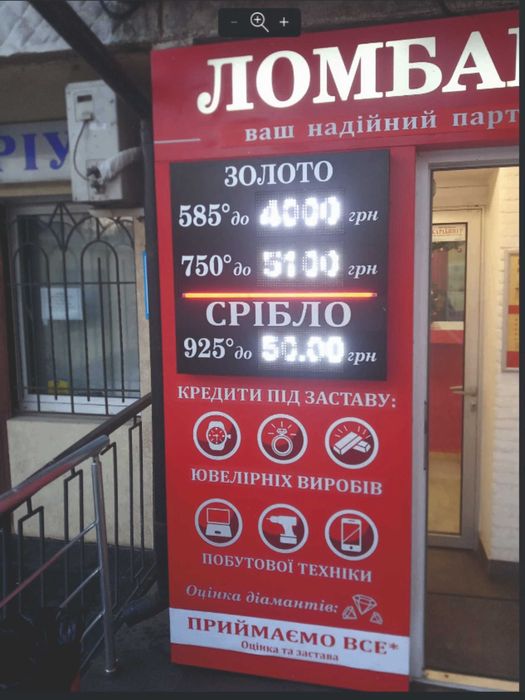 ЛОМБА
ваш надійний парт
РІУ
ЗОЛОТО
585° до 4000 грн
750° до 5100 грн
СРІБЛО
925° до 50.00 грн
КРЕДИТИ ПІД ЗАСТАВУ:
ЮВЕЛІРНІХ ВИРОБІВ
ПОБУТОВОЇ ТЕХНІКИ
Оцінка діамантів:
ПРИЙМАЄМО ВСЕ*
Оцінка та застава